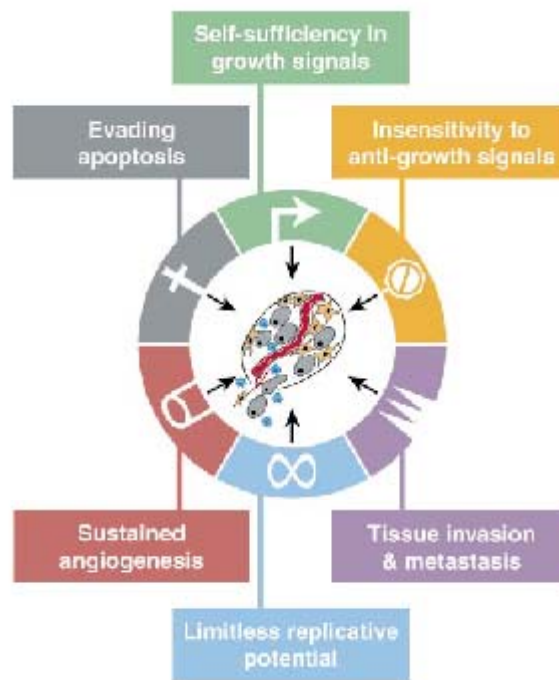 Self-sufficiency in
growth signals
Evading
apoptosis
Insensitivity to
anti-growth signals
Sustained
angiogenesis
Tissue invasion
& metastasis
Limitless replicative
potential